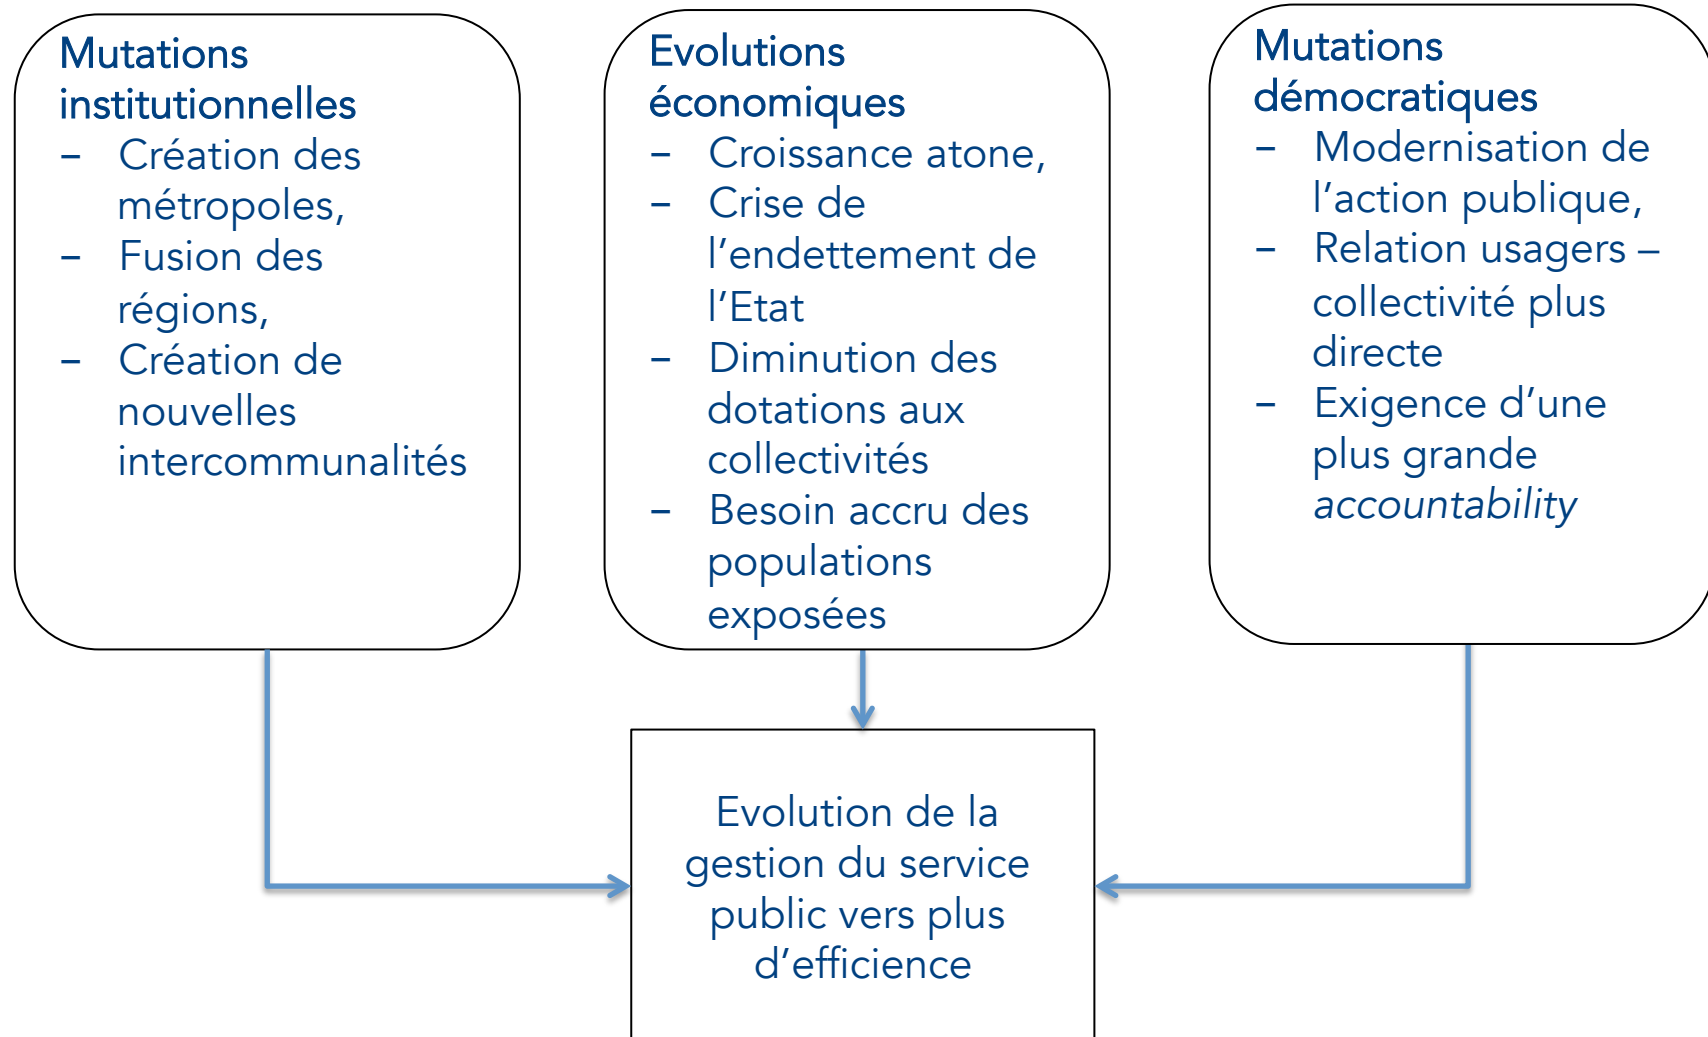 Mutations
institutionnelles
– Création des
métropoles,
– Fusion des
régions,
– Création de
nouvelles
intercommunalités
Evolutions
économiques
– Croissance atone,
– Crise de
l’endettement de
l’Etat
– Diminution des
dotations aux
collectivités
– Besoin accru des
populations
exposées
Mutations
démocratiques
– Modernisation de
l’action publique,
– Relation usagers –
collectivité plus
directe
– Exigence d’une
plus grande
accountability
Evolution de la
gestion du service
public vers plus
d’efficience